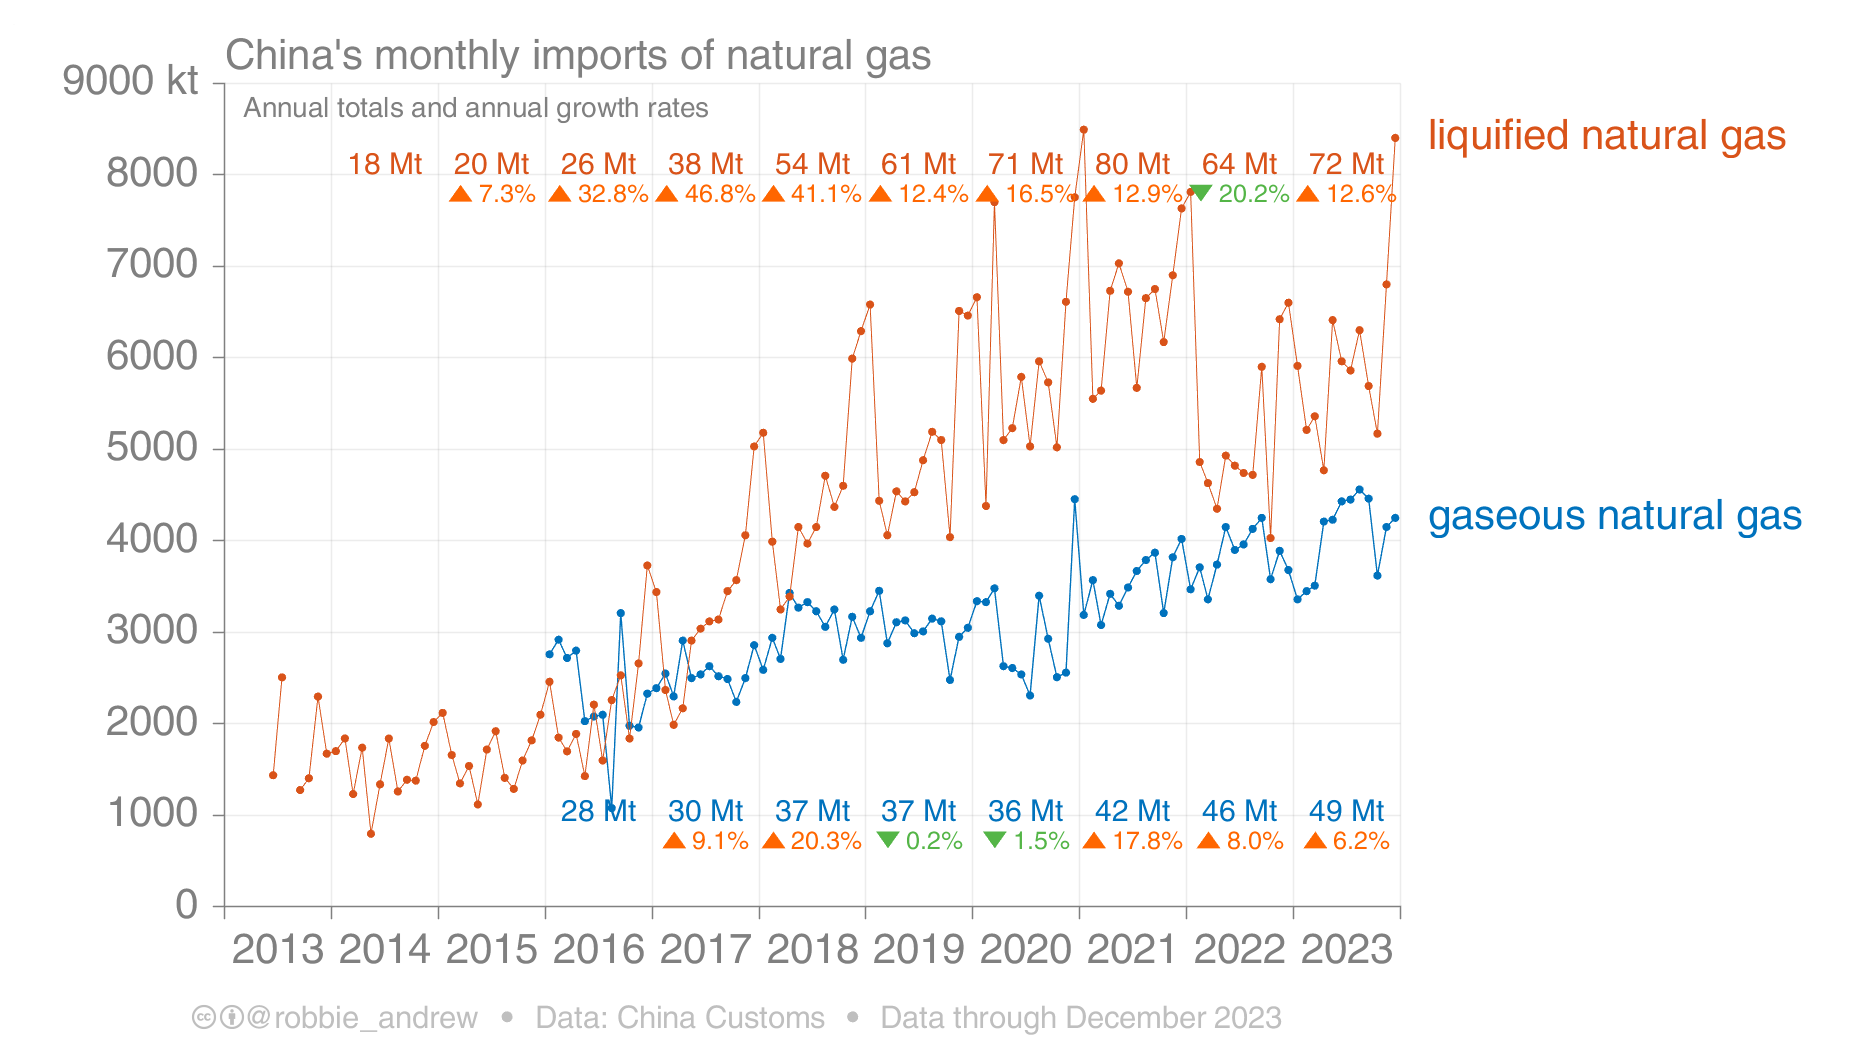 China's monthly imports of natural gas
9000 kt
Annual totals and annual growth rates
liquified natural gas
18 Mt 20 Mt 26 Mt 38 Mt 54 Mt 61 Mt 71 Mt 80 Mt 64 Mt 72 Mt
8000
▲ 7.3% ▲ 32.8% ▲ 46.8% ▲ 41.1% ▲ 12.4% ▲ 16.5% ▲ 12.9% ▼ 20.2% ▲ 12.6%
7000
6000
5000
gaseous natural gas
4000
3000
2000
1000
28 Mt 30 Mt 37 Mt 37 Mt 36 Mt 42 Mt 46 Mt 49 Mt
▲ 9.1% ▲ 20.3% ▼ 0.2% ▼ 1.5% ▲ 17.8% ▲ 8.0% ▲ 6.2%
0
2013 2014 2015 2016 2017 2018 2019 2020 2021 2022 2023
cc @robbie_andrew • Data: China Customs • Data through December 2023